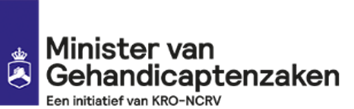 Minister van
Gehandicaptenzaken
Een initiatief van KRO-NCRV